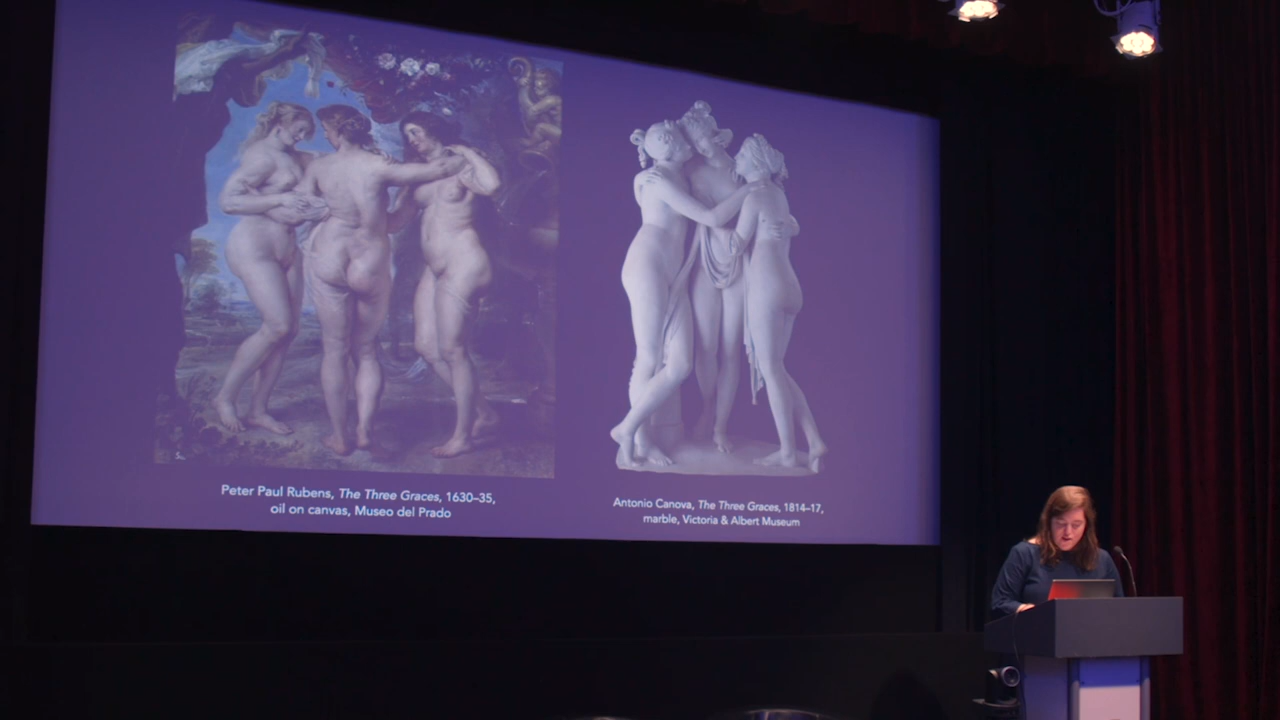 Peter Paul Rubens, The Three Graces, 1630–35,
oil on canvas, Museo del Prado
Antonio Canova, The Three Graces, 1814–17,
marble, Victoria & Albert Museum